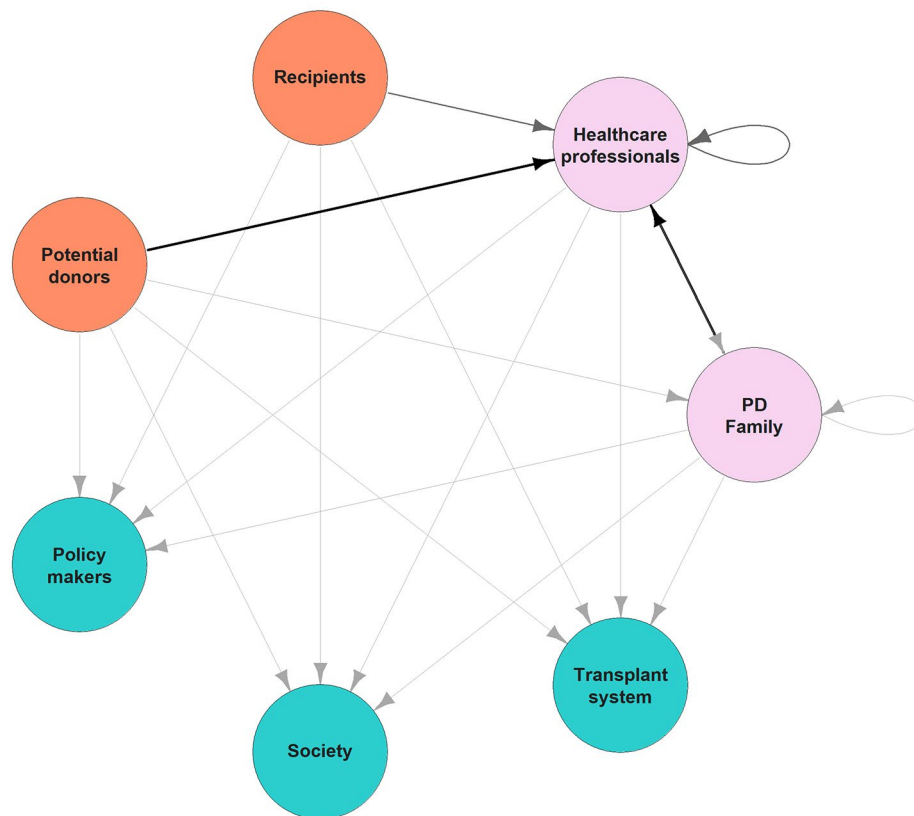 Recipients
Healthcare
professionals
Potential
donors
PD
Family
Policy
makers
Transplant
system
Society